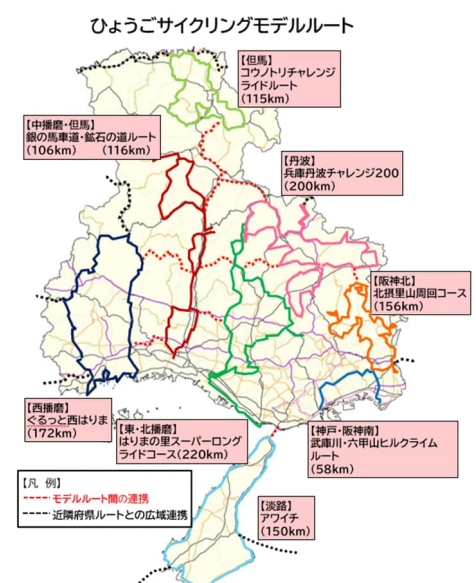 ひょうごサイクリングモデルルート
【但馬】
コウノトリチャレンジ
ライドルート
(115km)
【中播磨・但馬】
銀の馬車道・鉱石の道ルート
(106km) (116km)
【丹波】
兵庫丹波チャレンジ200
(200km)
【阪神北】
北摂里山周回コース
(156km)
【西播磨】
ぐるっと西はりま
(172km)
【東・北播磨】
はりまの里スーパーロング
ライドコース(220km)
【神戸・阪神南】
武庫川・六甲山ヒルクライム
ルート
(58km)
【凡 例】
モデルルート間の連携
近隣府県ルートとの広域連携
【淡路】
アワイチ
(150km)